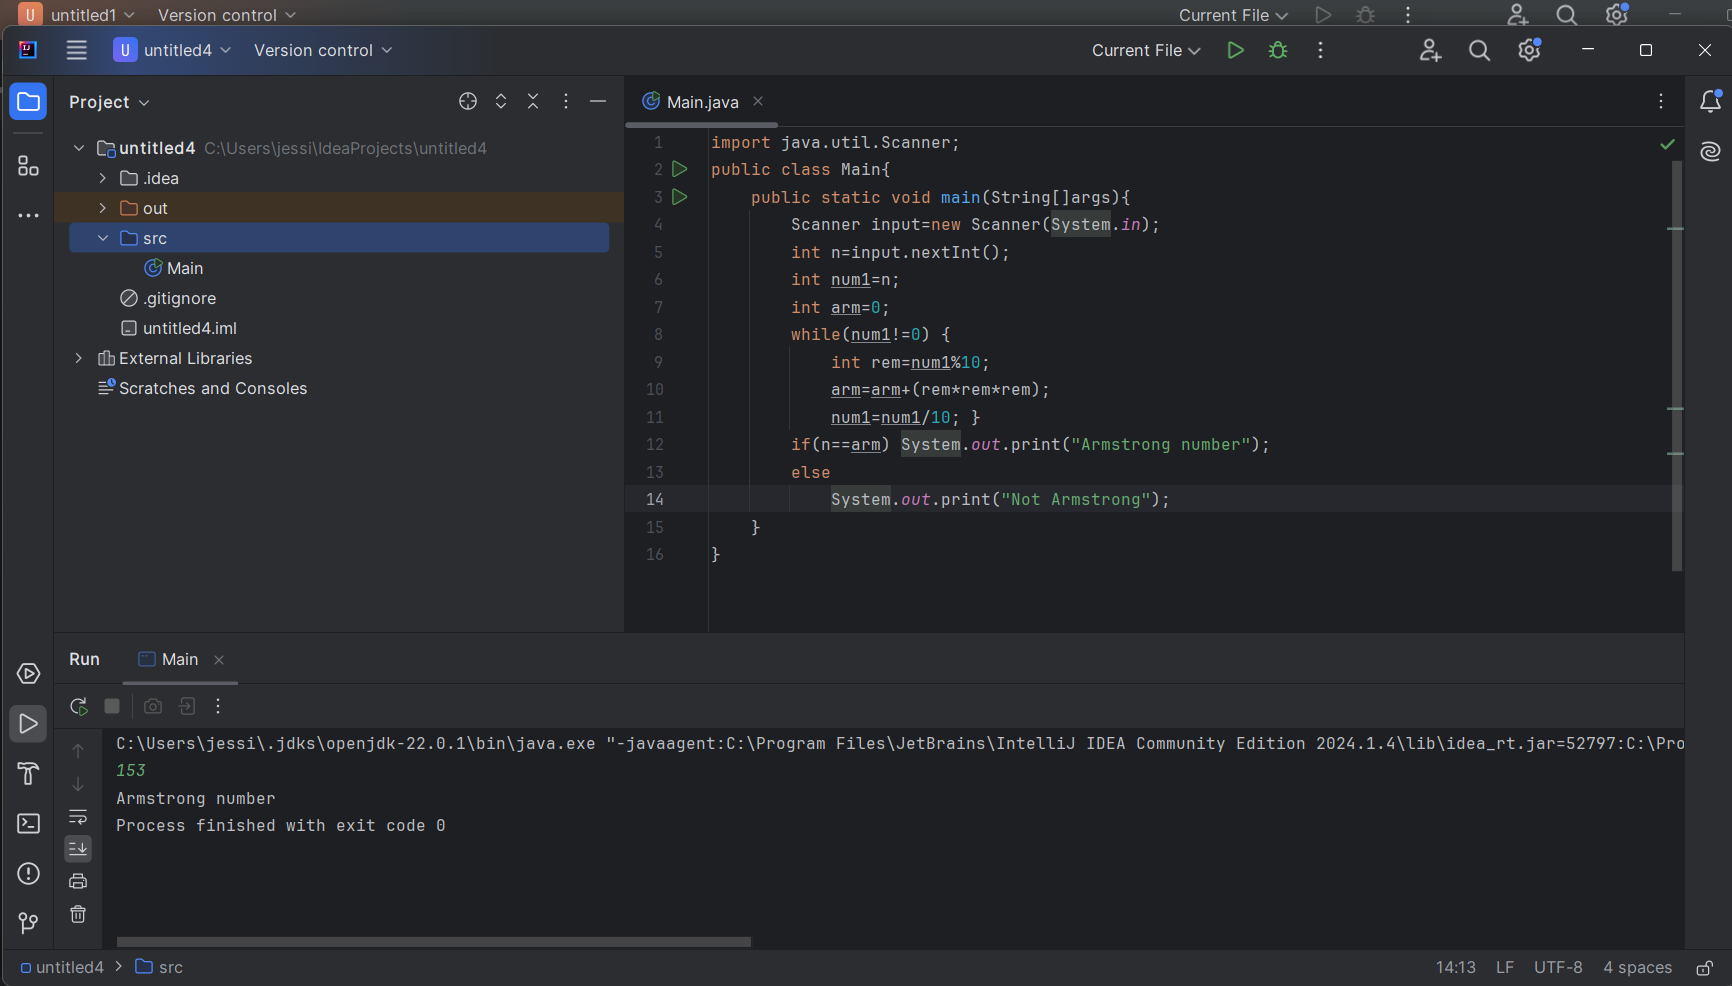 U untitled1 Version control Current File
U untitled4 Version control Current File
Project
Main.java
untitled4 C:\Users\jessi\IdeaProjects\untitled4
.idea
out
src
Main
.gitignore
untitled4.iml
External Libraries
Scratches and Consoles
1 import java.util.Scanner;
2 public class Main{
3 public static void main(String[]args){
4 Scanner input=new Scanner(System.in);
5 int n=input.nextInt();
6 int num1=n;
7 int arm=0;
8 while(num1!=0) {
9 int rem=num1%10;
10 arm=arm+(rem*rem*rem);
11 num1=num1/10; }
12 if(n==arm) System.out.print("Armstrong number");
13 else
14 System.out.print("Not Armstrong");
15 }
16 }
Run Main
C:\Users\jessi\.jdks\openjdk-22.0.1\bin\java.exe "-javaagent:C:\Program Files\JetBrains\IntelliJ IDEA Community Edition 2024.1.4\lib\idea_rt.jar=52797:C:\Pro
153
Armstrong number
Process finished with exit code 0
untitled4 > src 14:13 LF UTF-8 4 spaces